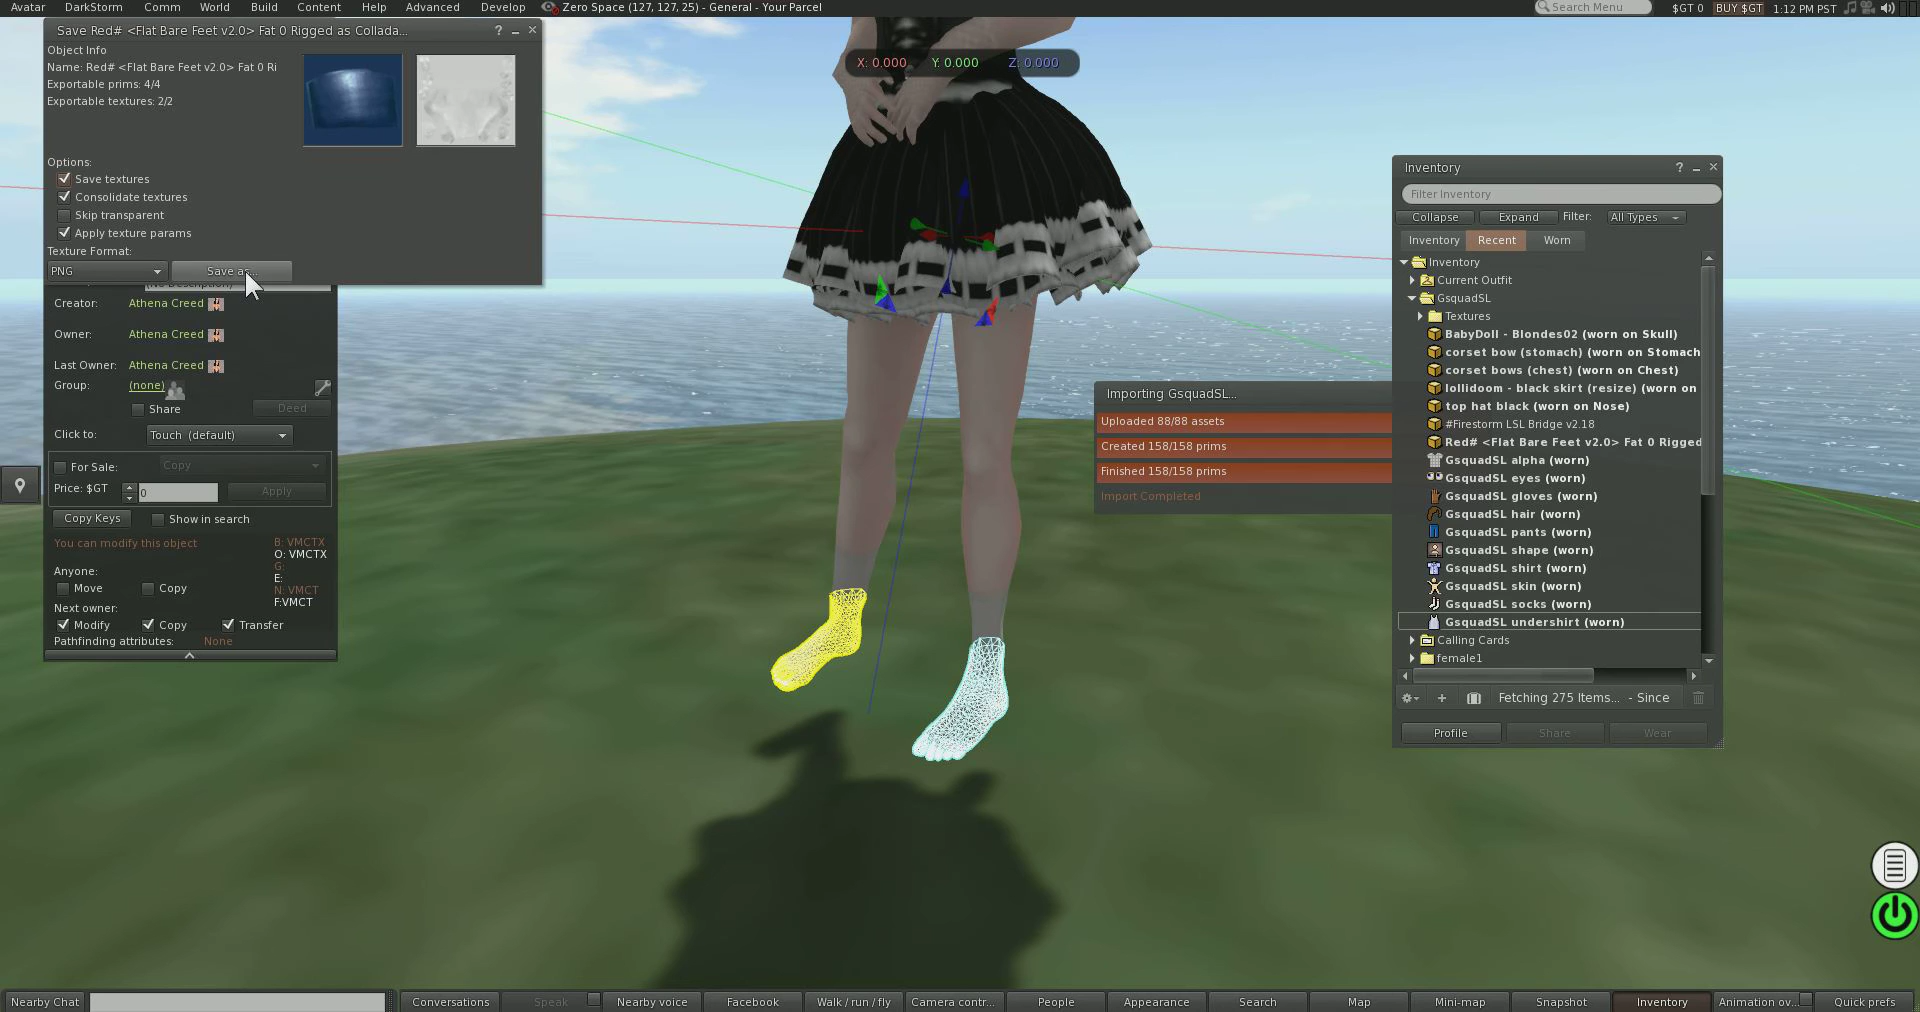 Avatar DarkStorm Comm World Build Content Help Advanced Develop Zero Space (127, 127, 25) - General - Your Parcel Search Menu $GT 0 BUY $GT 1:12 PM PST
Save Red# <Flat Bare Feet v2.0> Fat 0 Rigged as Collada... ?
Object Info
Name: Red# <Flat Bare Feet v2.0> Fat 0 Ri
Exportable prims: 4/4
Exportable textures: 2/2
Options:
Save textures
Consolidate textures
Skip transparent
Apply texture params
Texture Format:
PNG Save as...
(No Description)
Creator: Athena Creed
Owner: Athena Creed
Last Owner: Athena Creed
Group: (none)
Share Deed
Click to: Touch (default)
For Sale: Copy
Price: $GT 0 Apply
Copy Keys Show in search
You can modify this object
B: VMCTX
O: VMCTX
G:
E:
N: VMCT
F:VMCT
Anyone:
Move Copy
Next owner:
Modify Copy Transfer
Pathfinding attributes: None
X: 0.000 Y: 0.000 Z: 0.000
Importing GsquadSL...
Uploaded 88/88 assets
Created 158/158 prims
Finished 158/158 prims
Import Completed
Inventory ?
Filter Inventory
Collapse Expand Filter: All Types
Inventory Recent Worn
Inventory
Current Outfit
GsquadSL
Textures
BabyDoll - Blondes02 (worn on Skull)
corset bow (stomach) (worn on Stomach
corset bows (chest) (worn on Chest)
lollidoom - black skirt (resize) (worn on
top hat black (worn on Nose)
#Firestorm LSL Bridge v2.18
Red# <Flat Bare Feet v2.0> Fat 0 Rigged
GsquadSL alpha (worn)
GsquadSL eyes (worn)
GsquadSL gloves (worn)
GsquadSL hair (worn)
GsquadSL pants (worn)
GsquadSL shape (worn)
GsquadSL shirt (worn)
GsquadSL skin (worn)
GsquadSL socks (worn)
GsquadSL undershirt (worn)
Calling Cards
female1
Fetching 275 Items... - Since
Profile Share Wear
Nearby Chat Conversations Speak Nearby voice Facebook Walk / run / fly Camera contr... People Appearance Search Map Mini-map Snapshot Inventory Animation ov... Quick prefs